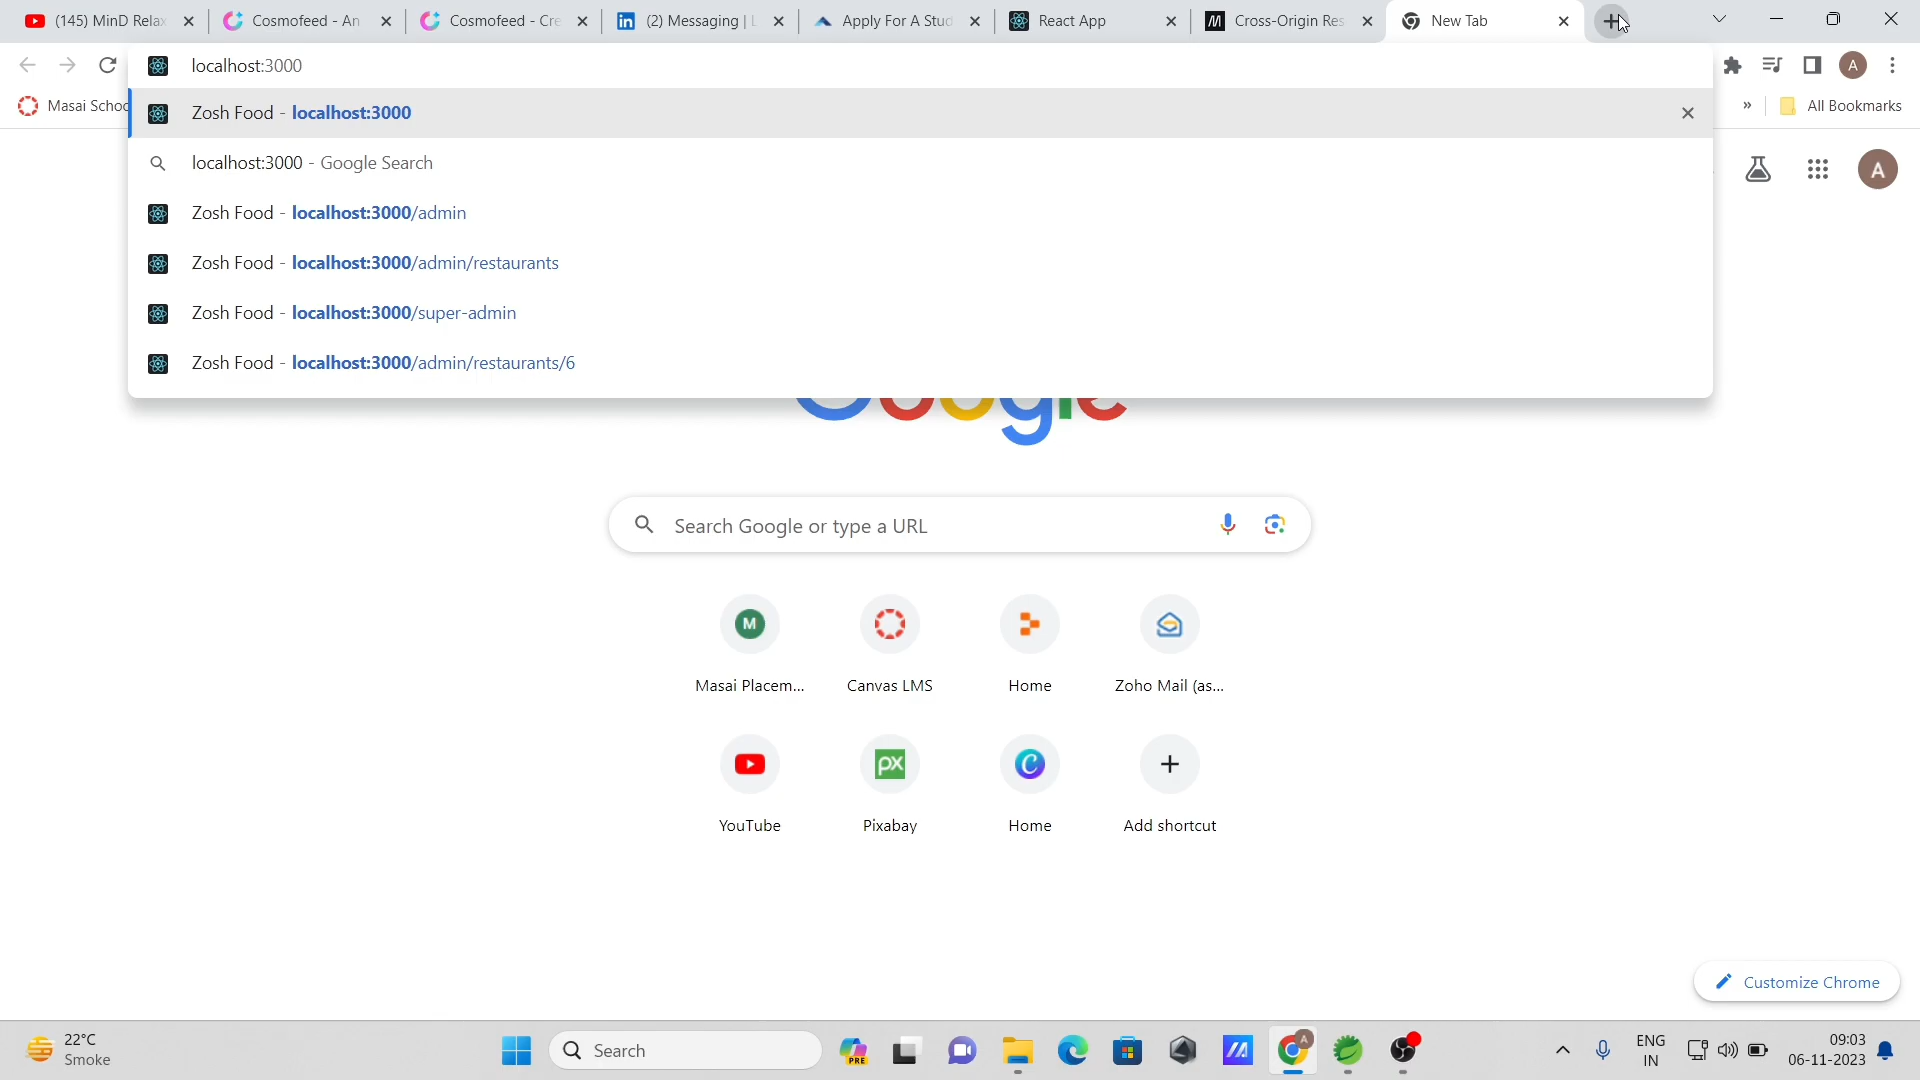 (145) MinD Relax
Cosmofeed - An
Cosmofeed - Cre
(2) Messaging | L
Apply For A Stud
React App
Cross-Origin Res
New Tab
localhost:3000
A
Masai Schoo
Zosh Food - localhost:3000
»
All Bookmarks
localhost:3000 - Google Search
A
Zosh Food - localhost:3000/admin
Zosh Food - localhost:3000/admin/restaurants
Zosh Food - localhost:3000/super-admin
Zosh Food - localhost:3000/admin/restaurants/6
Google
Search Google or type a URL
M
Masai Placem...
Canvas LMS
Home
Zoho Mail (as...
px
YouTube
Pixabay
Home
Add shortcut
Customize Chrome
22°C
Smoke
Search
PRE
A
ENG
IN
09:03
06-11-2023